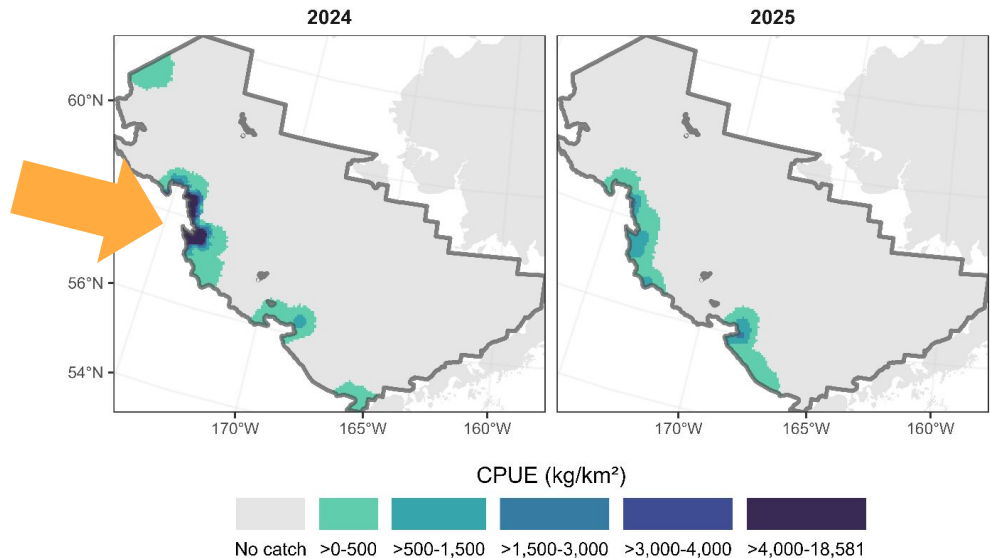 2024
2025
60°N
56°N
54°N
170°W 165°W 160°W
170°W 165°W 160°W
CPUE (kg/km²)
No catch >0-500 >500-1,500 >1,500-3,000 >3,000-4,000 >4,000-18,581